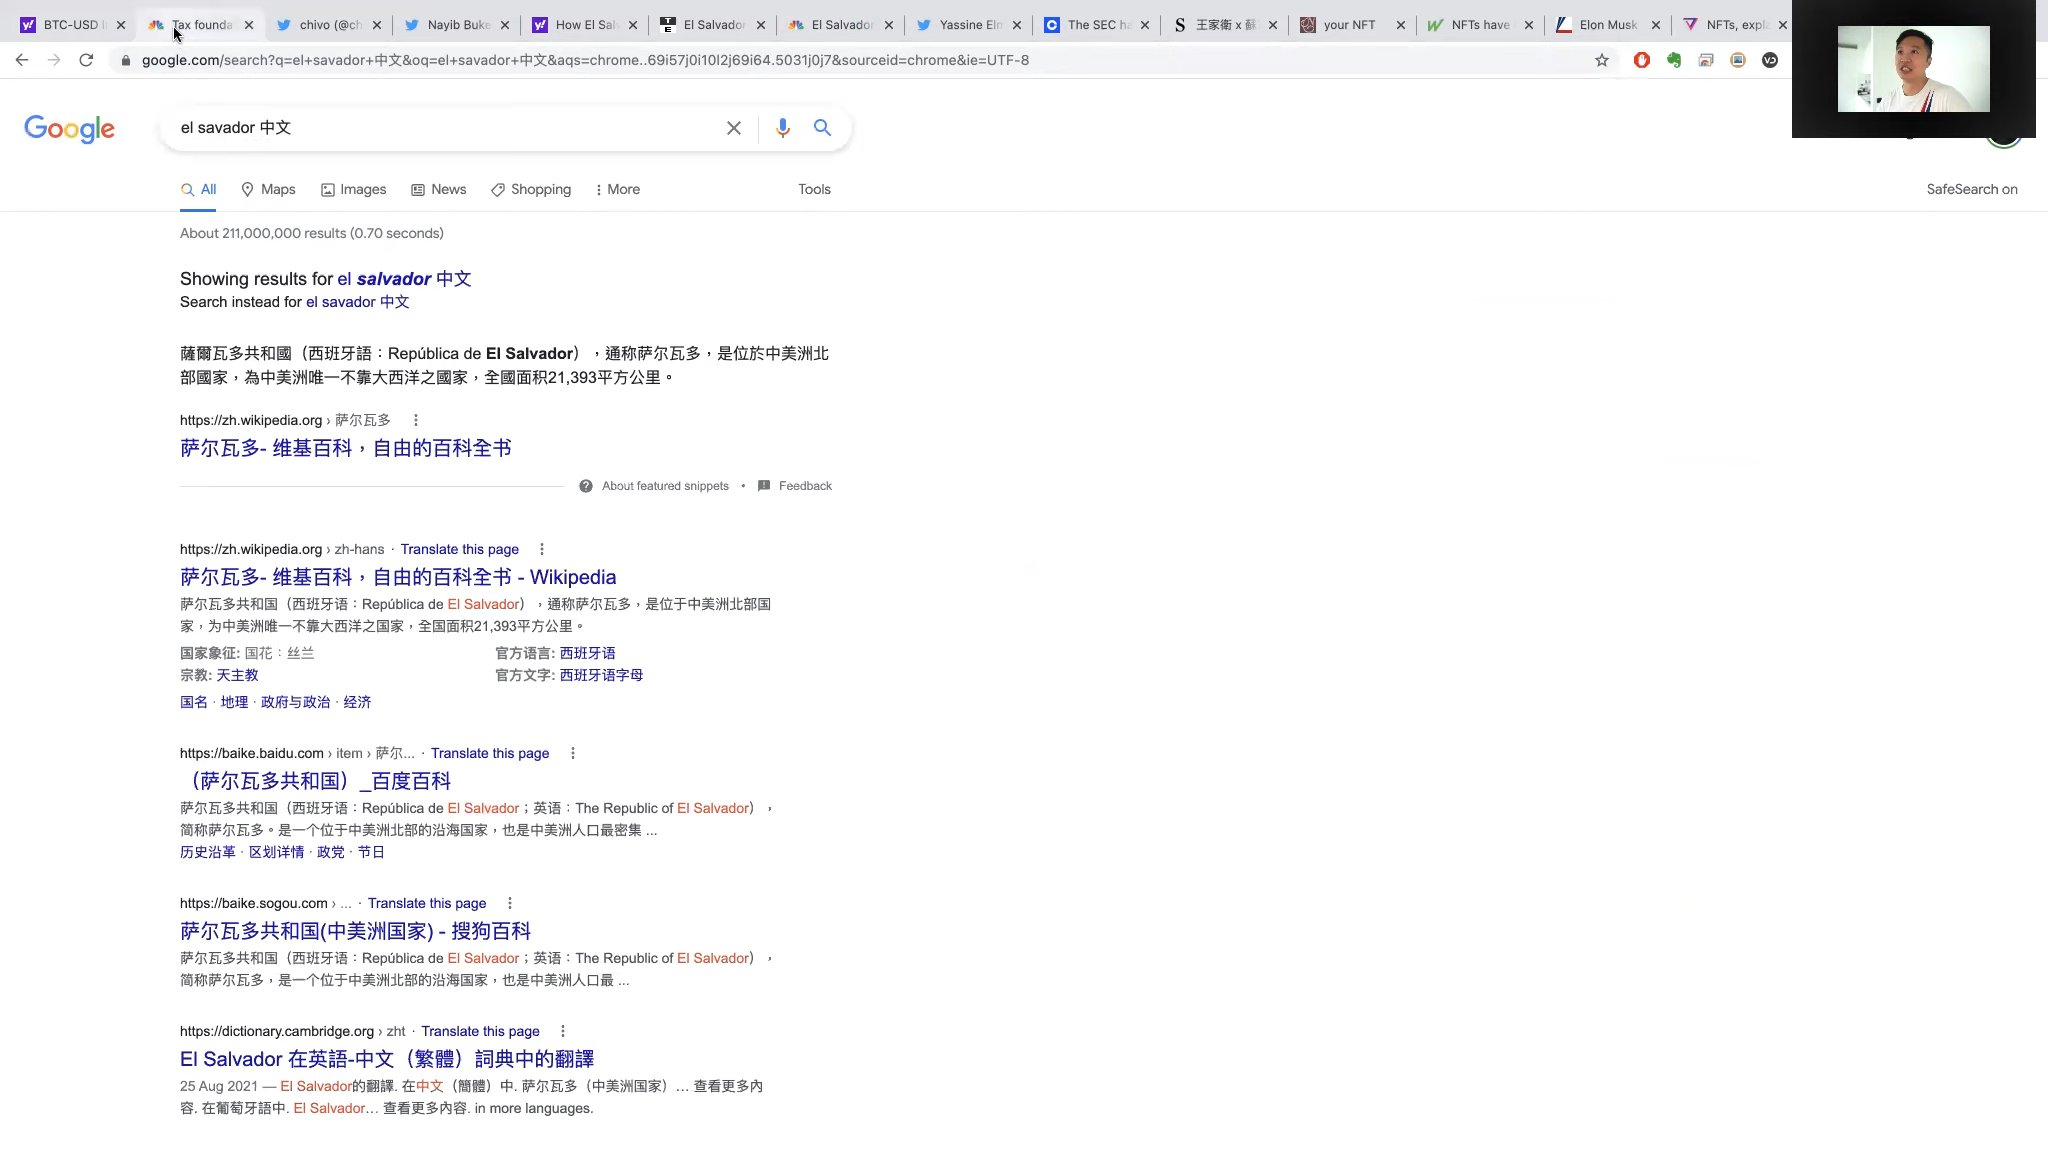 BTC-USD
Tax founda
chivo (@ch
Nayib Buke
How El Sal
El Salvador
El Salvador
Yassine Elm
The SEC ha
王家衛 x 蘇
your NFT
NFTs have
Elon Musk
NFTs, expla
google.com/search?q=el+savador+中文&oq=el+savador+中文&aqs=chrome..69i57j0i10l2j69i64.5031j0j7&sourceid=chrome&ie=UTF-8
Google
el savador 中文
All Maps Images News Shopping More Tools
SafeSearch on
About 211,000,000 results (0.70 seconds)
Showing results for el salvador 中文
Search instead for el savador 中文
薩爾瓦多共和國（西班牙語：República de El Salvador），通称萨尔瓦多，是位於中美洲北
部國家，為中美洲唯一不靠大西洋之國家，全國面积21,393平方公里。
https://zh.wikipedia.org › 萨尔瓦多
萨尔瓦多- 维基百科，自由的百科全书
About featured snippets • Feedback
https://zh.wikipedia.org › zh-hans · Translate this page
萨尔瓦多- 维基百科，自由的百科全书 - Wikipedia
萨尔瓦多共和国（西班牙语：República de El Salvador），通称萨尔瓦多，是位于中美洲北部国
家，为中美洲唯一不靠大西洋之国家，全国面积21,393平方公里。
国家象征: 国花：丝兰 官方语言: 西班牙语
宗教: 天主教 官方文字: 西班牙语字母
国名 · 地理 · 政府与政治 · 经济
https://baike.baidu.com › item › 萨尔... · Translate this page
（萨尔瓦多共和国）_百度百科
萨尔瓦多共和国（西班牙语：República de El Salvador；英语：The Republic of El Salvador），
简称萨尔瓦多。是一个位于中美洲北部的沿海国家，也是中美洲人口最密集 ...
历史沿革 · 区划详情 · 政党 · 节日
https://baike.sogou.com › ... · Translate this page
萨尔瓦多共和国(中美洲国家) - 搜狗百科
萨尔瓦多共和国（西班牙语：República de El Salvador；英语：The Republic of El Salvador），
简称萨尔瓦多，是一个位于中美洲北部的沿海国家，也是中美洲人口最 ...
https://dictionary.cambridge.org › zht · Translate this page
El Salvador 在英語-中文（繁體）詞典中的翻譯
25 Aug 2021 — El Salvador的翻譯. 在中文（簡體）中. 萨尔瓦多（中美洲国家）… 查看更多內
容. 在葡萄牙語中. El Salvador… 查看更多內容. in more languages.